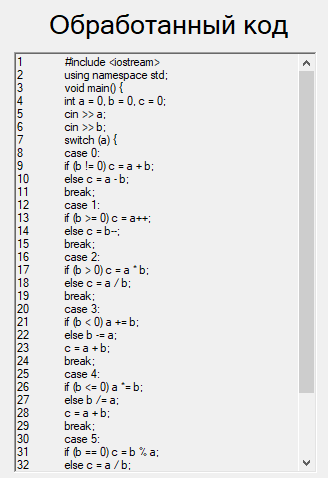 Обработанный код
1 #include <iostream>
2 using namespace std;
3 void main() {
4 int a = 0, b = 0, c = 0;
5 cin >> a;
6 cin >> b;
7 switch (a) {
8 case 0:
9 if (b != 0) c = a + b;
10 else c = a - b;
11 break;
12 case 1:
13 if (b >= 0) c = a++;
14 else c = b--;
15 break;
16 case 2:
17 if (b > 0) c = a * b;
18 else c = a / b;
19 break;
20 case 3:
21 if (b < 0) a += b;
22 else b -= a;
23 c = a + b;
24 break;
25 case 4:
26 if (b <= 0) a *= b;
27 else b /= a;
28 c = a + b;
29 break;
30 case 5:
31 if (b == 0) c = b % a;
32 else c = a / b;